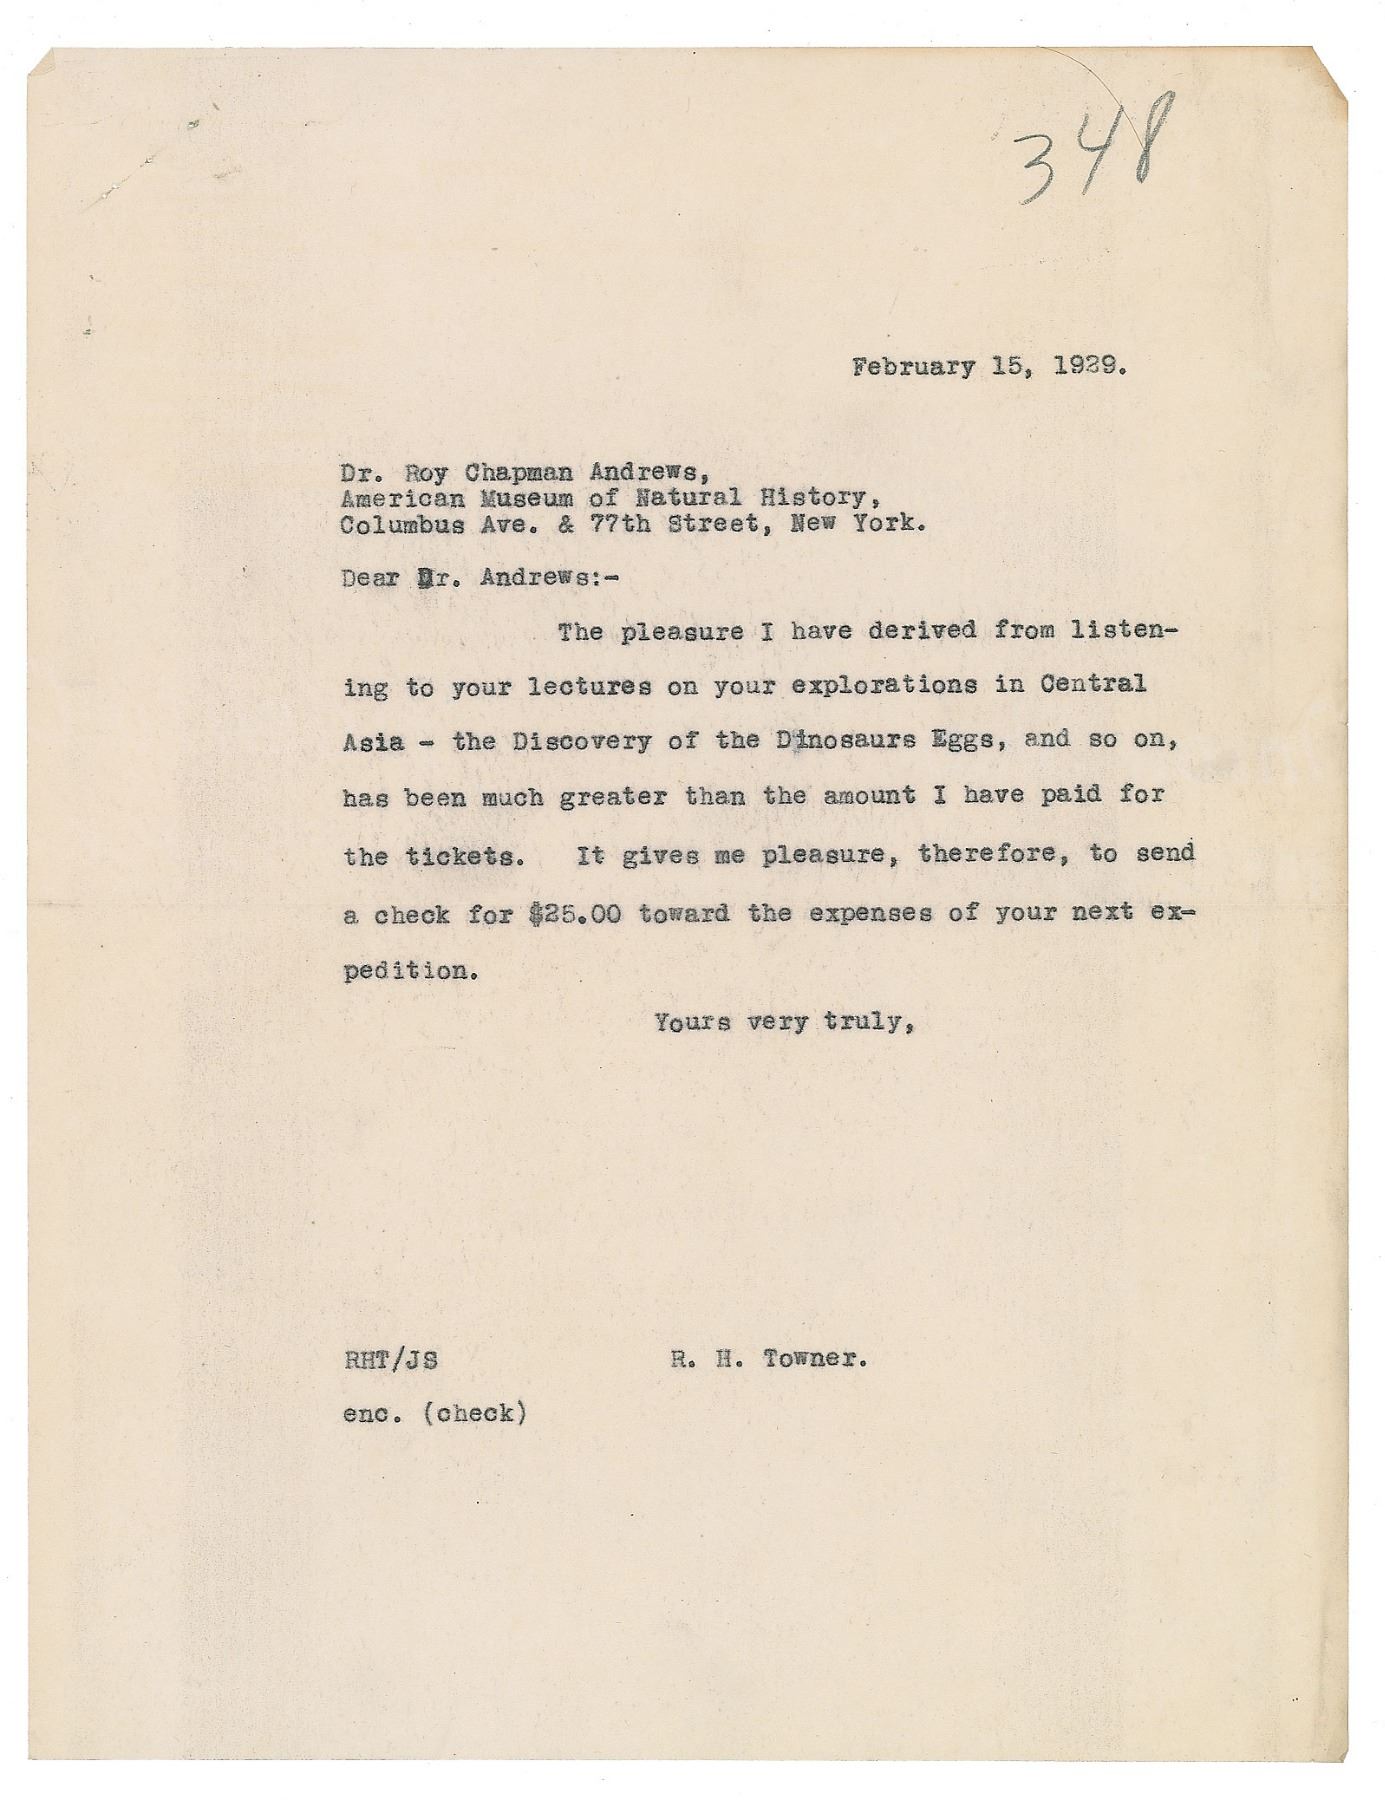 348
February 15, 1929.
Dr. Roy Chapman Andrews,
American Museum of Natural History,
Columbus Ave. & 77th Street, New York.
Dear Dr. Andrews:-
The pleasure I have derived from listen-
ing to your lectures on your explorations in Central
Asia - the Discovery of the Dinosaurs Eggs, and so on,
has been much greater than the amount I have paid for
the tickets. It gives me pleasure, therefore, to send
a check for $25.00 toward the expenses of your next ex-
pedition.
Yours very truly,
RHT/JS R. H. Towner.
enc. (check)